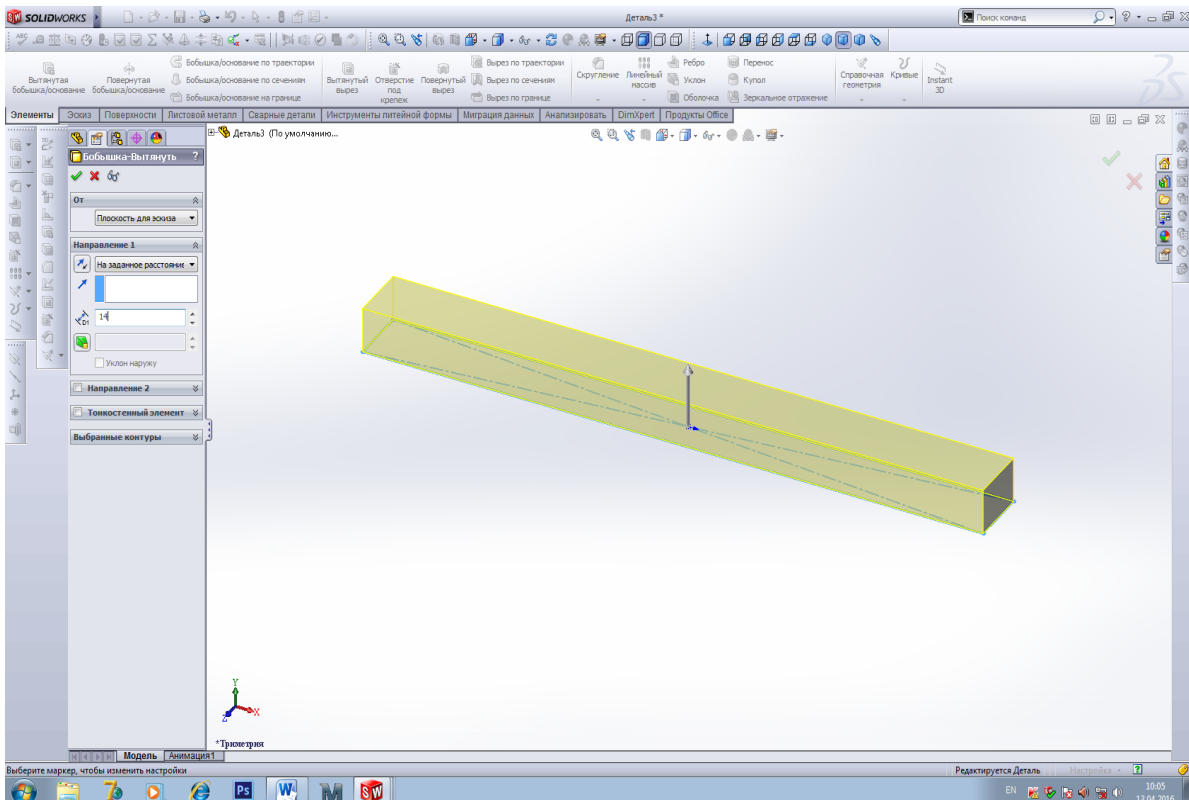 SOLIDWORKS
Деталь3 *
Поиск команд
Вытянутая бобышка/основание
Повернутая бобышка/основание
Бобышка/основание по траектории
Бобышка/основание по сечениям
Бобышка/основание на границе
Вытянутый вырез
Отверстие под крепеж
Повернутый вырез
Вырез по траектории
Вырез по сечениям
Вырез по границе
Скругление
Линейный массив
Ребро
Уклон
Оболочка
Перенос
Купол
Зеркальное отражение
Справочная геометрия
Кривые
Instant 3D
Элементы Эскиз Поверхности Листовой металл Сварные детали Инструменты литейной формы Миграция данных Анализировать DimXpert Продукты Office
Деталь3 (По умолчанию...
Бобышка-Вытянуть ?
От
Плоскость для эскиза
Направление 1
На заданное расстояние
D1
14
Уклон наружу
Направление 2
Тонкостенный элемент
Выбранные контуры
Y
X
Z
*Триметрия
Модель Анимация1
Выберите маркер, чтобы изменить настройки
Редактируется Деталь
Настройка
EN
10:05
12.04.2016